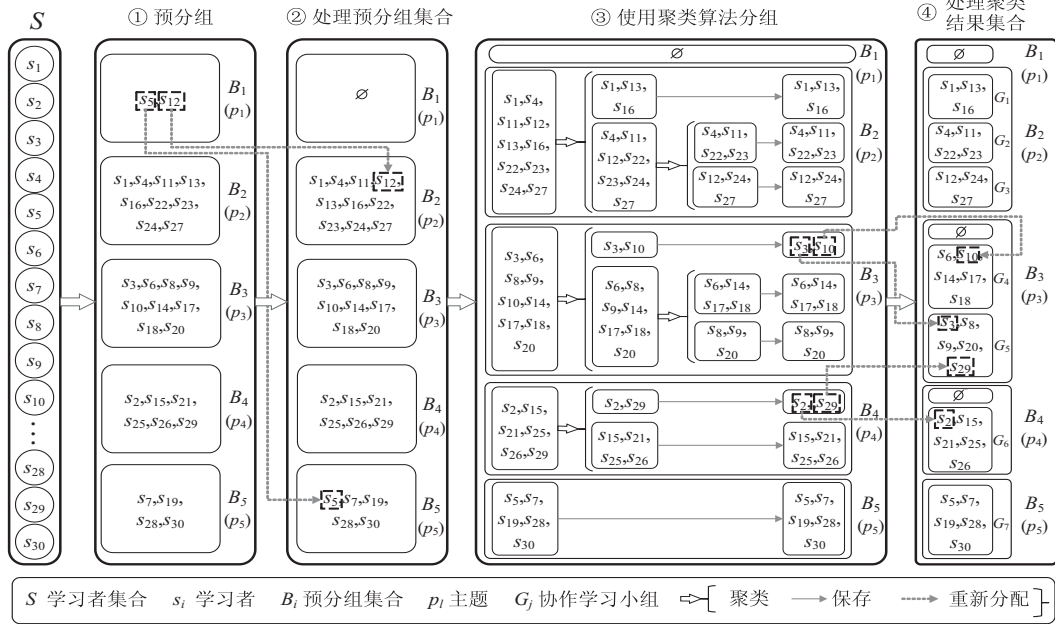 S
① 预分组
② 处理预分组集合
③ 使用聚类算法分组
④ 处理聚类
结果集合
s1
s2
s3
s4
s5
s6
s7
s8
s9
s10
⋮
s28
s29
s30
s5 s12
B1
(p1)
s1,s4,s11,s13,
s16,s22,s23,
s24,s27
B2
(p2)
s3,s6,s8,s9,
s10,s14,s17,
s18,s20
B3
(p3)
s2,s15,s21,
s25,s26,s29
B4
(p4)
s7,s19,
s28,s30
B5
(p5)
∅
B1
(p1)
s1,s4,s11,s12,
s13,s16,s22,
s23,s24,s27
B2
(p2)
s3,s6,s8,s9,
s10,s14,s17,
s18,s20
B3
(p3)
s2,s15,s21,
s25,s26,s29
B4
(p4)
s5,s7,s19,
s28,s30
B5
(p5)
∅
B1
(p1)
s1,s4,
s11,s12,
s13,s16,
s22,s23,
s24,s27
s1,s13,
s16
s4,s11,
s12,s22,
s23,s24,
s27
s4,s11,
s22,s23
s12,s24,
s27
s1,s13,
s16
s4,s11,
s22,s23
s12,s24,
s27
B2
(p2)
s3,s6,
s8,s9,
s10,s14,
s17,s18,
s20
s3,s10
s6,s8,
s9,s14,
s17,s18,
s20
s6,s14,
s17,s18
s8,s9,
s20
s3,s10
s6,s14,
s17,s18
s8,s9,
s20
B3
(p3)
s2,s15,
s21,s25,
s26,s29
s2,s29
s15,s21,
s25,s26
s2,s29
s15,s21,
s25,s26
B4
(p4)
s5,s7,
s19,s28,
s30
s5,s7,
s19,s28,
s30
B5
(p5)
∅
B1
(p1)
s1,s13,
s16
G1
s4,s11,
s22,s23
G2
s12,s24,
s27
G3
B2
(p2)
∅
s6,s10,
s14,s17,
s18
G4
s3,s8,
s9,s20,
s29
G5
B3
(p3)
∅
s2,s15,
s21,s25,
s26
G6
B4
(p4)
s5,s7,
s19,s28,
s30
G7
B5
(p5)
S 学习者集合 si 学习者 Bi 预分组集合 pl 主题 Gj 协作学习小组 聚类 保存 重新分配